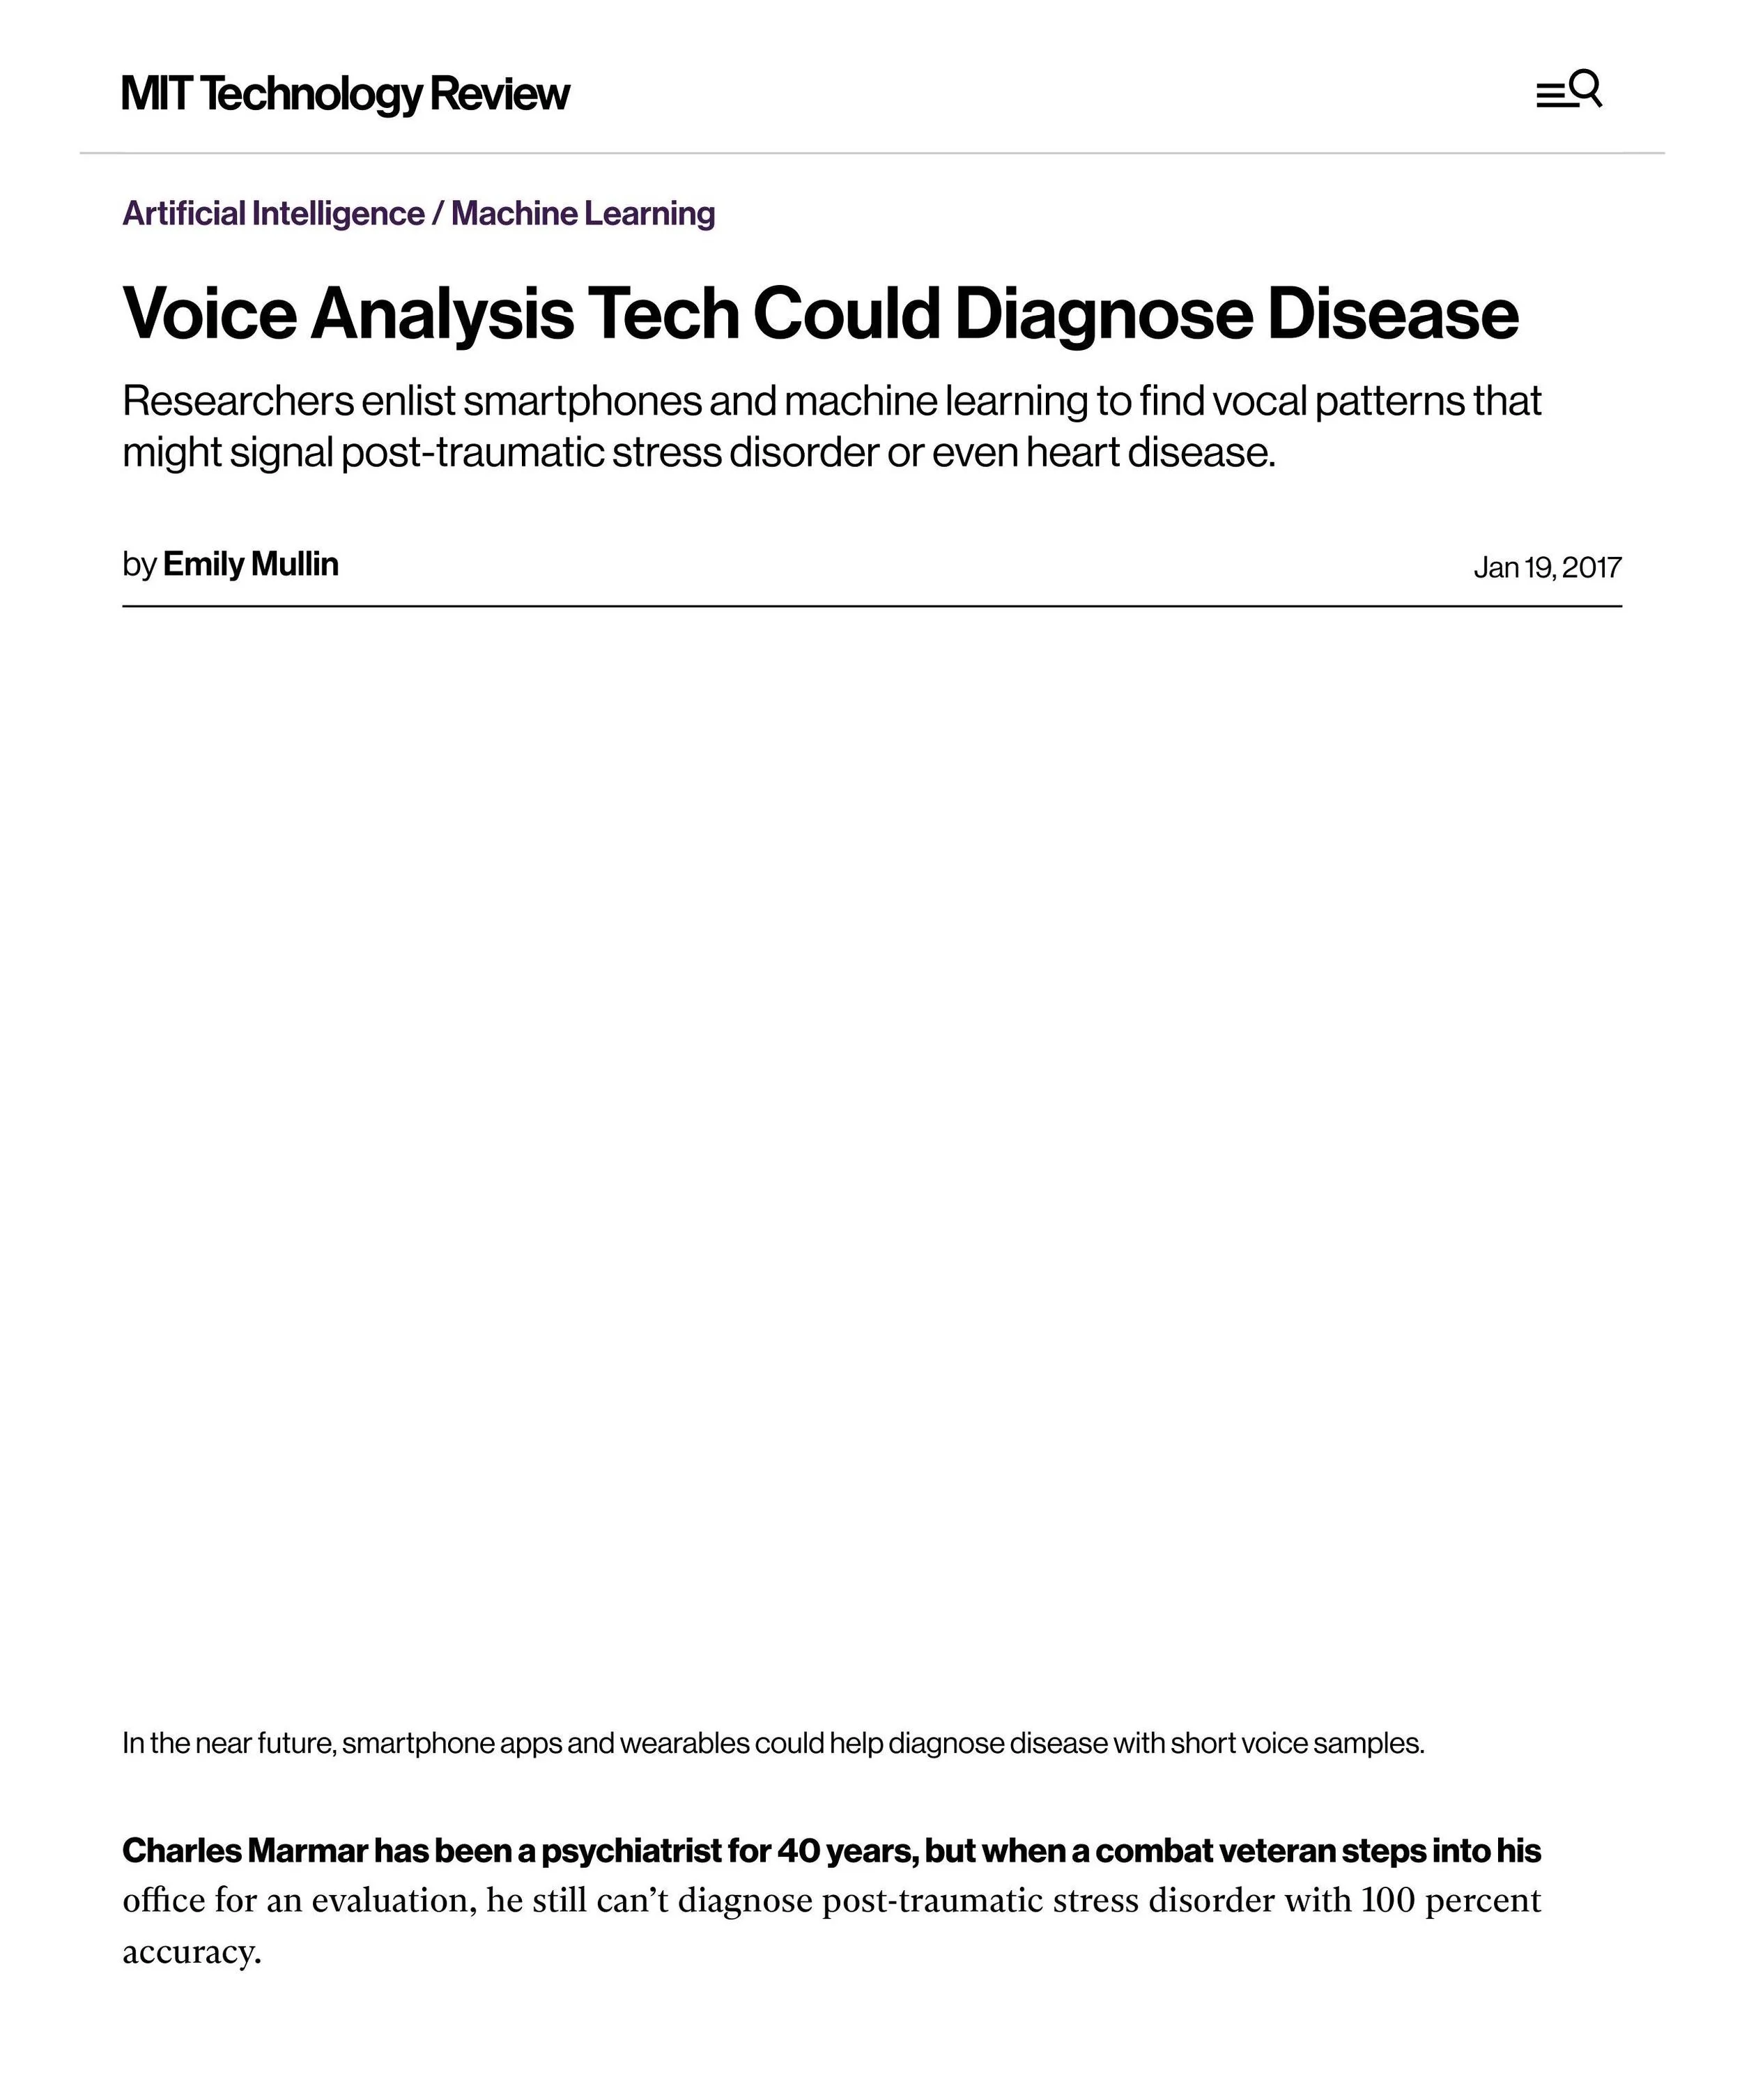 MIT Technology Review
Artificial Intelligence / Machine Learning
Voice Analysis Tech Could Diagnose Disease
Researchers enlist smartphones and machine learning to find vocal patterns that
might signal post-traumatic stress disorder or even heart disease.
by Emily Mullin
Jan 19, 2017
In the near future, smartphone apps and wearables could help diagnose disease with short voice samples.
Charles Marmar has been a psychiatrist for 40 years, but when a combat veteran steps into his
office for an evaluation, he still can’t diagnose post-traumatic stress disorder with 100 percent
accuracy.